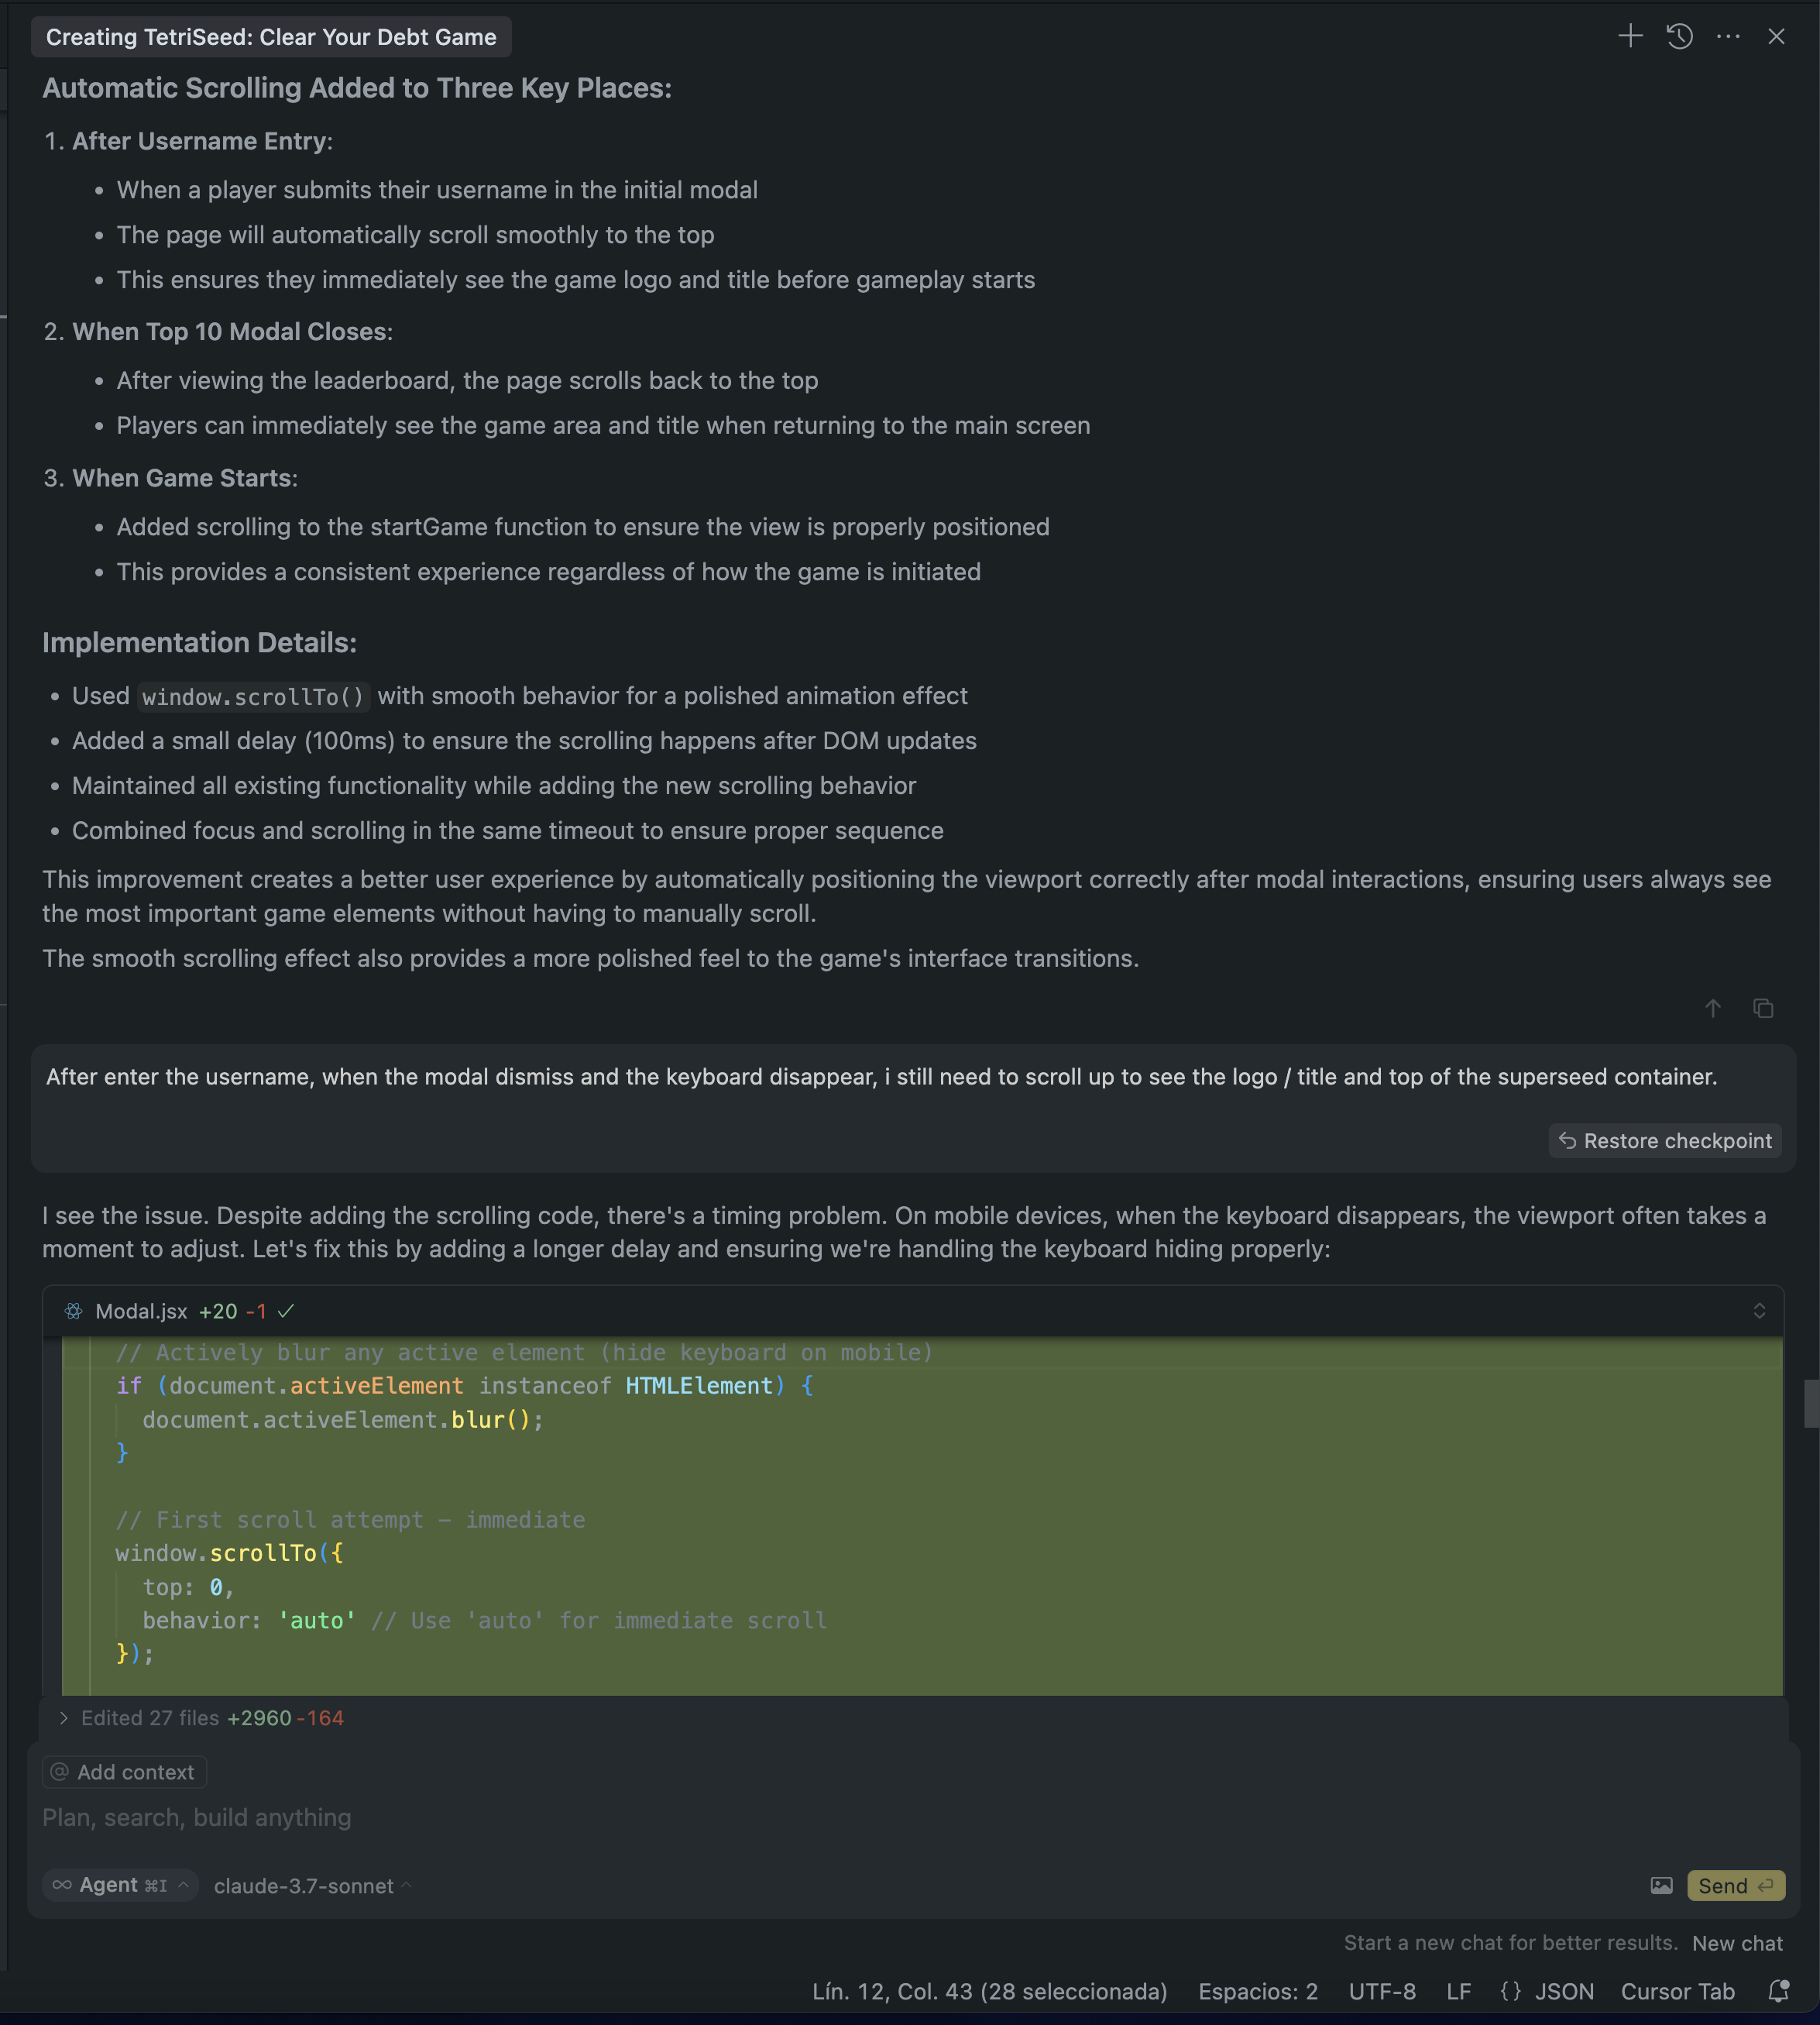 Creating TetriSeed: Clear Your Debt Game
Automatic Scrolling Added to Three Key Places:
1. After Username Entry:
• When a player submits their username in the initial modal
• The page will automatically scroll smoothly to the top
• This ensures they immediately see the game logo and title before gameplay starts
2. When Top 10 Modal Closes:
• After viewing the leaderboard, the page scrolls back to the top
• Players can immediately see the game area and title when returning to the main screen
3. When Game Starts:
• Added scrolling to the startGame function to ensure the view is properly positioned
• This provides a consistent experience regardless of how the game is initiated
Implementation Details:
• Used window.scrollTo() with smooth behavior for a polished animation effect
• Added a small delay (100ms) to ensure the scrolling happens after DOM updates
• Maintained all existing functionality while adding the new scrolling behavior
• Combined focus and scrolling in the same timeout to ensure proper sequence
This improvement creates a better user experience by automatically positioning the viewport correctly after modal interactions, ensuring users always see
the most important game elements without having to manually scroll.
The smooth scrolling effect also provides a more polished feel to the game's interface transitions.
After enter the username, when the modal dismiss and the keyboard disappear, i still need to scroll up to see the logo / title and top of the superseed container.
Restore checkpoint
I see the issue. Despite adding the scrolling code, there's a timing problem. On mobile devices, when the keyboard disappears, the viewport often takes a
moment to adjust. Let's fix this by adding a longer delay and ensuring we're handling the keyboard hiding properly:
Modal.jsx +20 -1
// Actively blur any active element (hide keyboard on mobile)
if (document.activeElement instanceof HTMLElement) {
document.activeElement.blur();
}
// First scroll attempt - immediate
window.scrollTo({
top: 0,
behavior: 'auto' // Use 'auto' for immediate scroll
});
Edited 27 files +2960 -164
@ Add context
Plan, search, build anything
∞ Agent ⌘I claude-3.7-sonnet
Send
Start a new chat for better results. New chat
Lín. 12, Col. 43 (28 seleccionada) Espacios: 2 UTF-8 LF {} JSON Cursor Tab